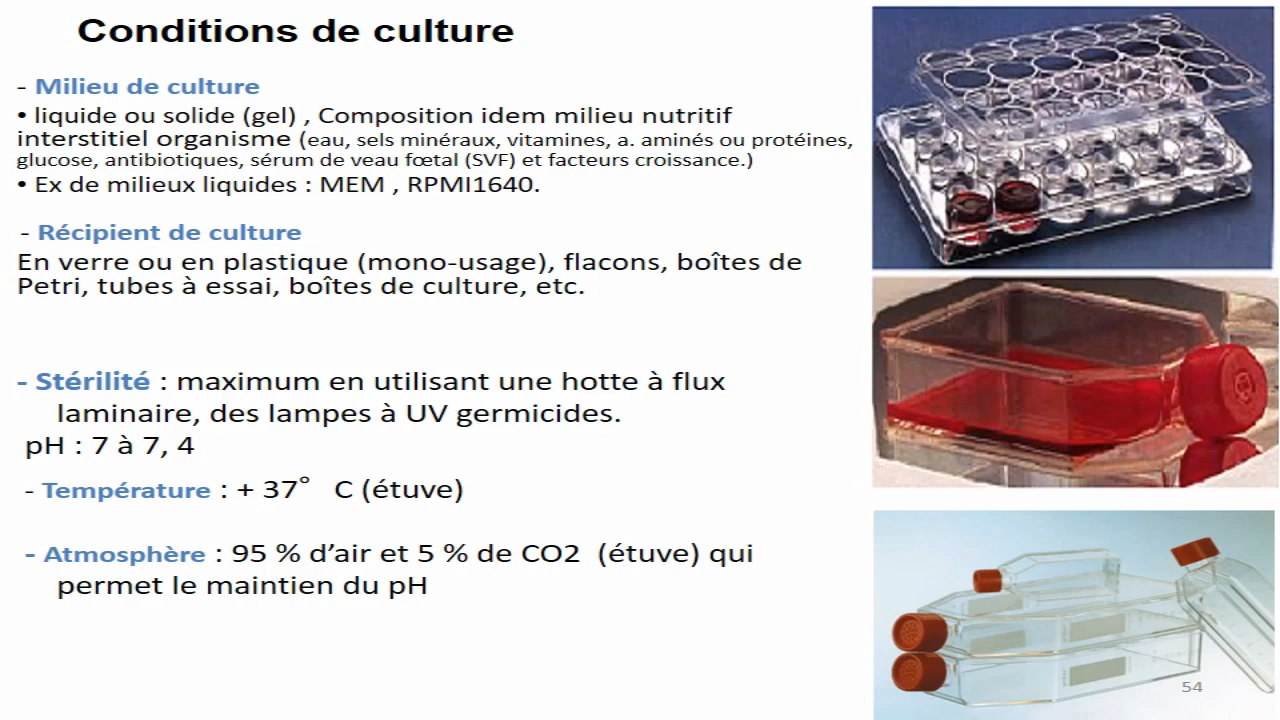 Conditions de culture
- Milieu de culture
• liquide ou solide (gel) , Composition idem milieu nutritif
interstitiel organisme (eau, sels minéraux, vitamines, a. aminés ou protéines,
glucose, antibiotiques, sérum de veau fœtal (SVF) et facteurs croissance.)
• Ex de milieux liquides : MEM , RPMI1640.
- Récipient de culture
En verre ou en plastique (mono-usage), flacons, boîtes de
Petri, tubes à essai, boîtes de culture, etc.
- Stérilité : maximum en utilisant une hotte à flux
laminaire, des lampes à UV germicides.
pH : 7 à 7, 4
- Température : + 37° C (étuve)
- Atmosphère : 95 % d’air et 5 % de CO2 (étuve) qui
permet le maintien du pH
54